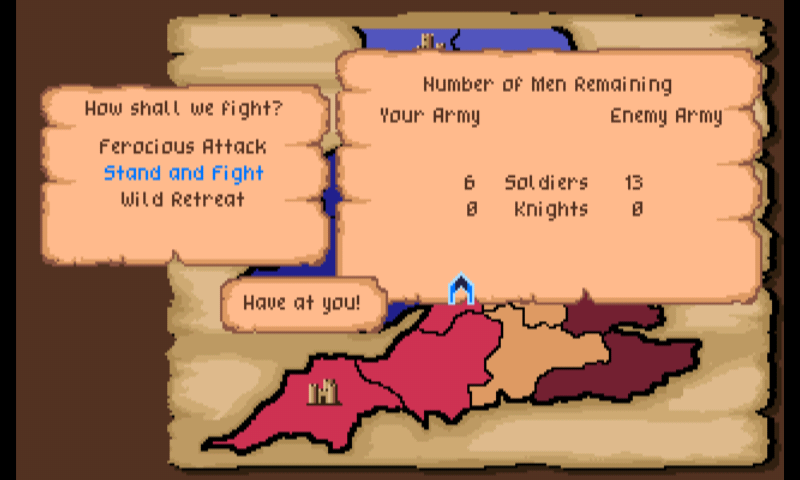 How shall we fight?
Ferocious Attack
Stand and Fight
Wild Retreat
Number of Men Remaining
Your Army Enemy Army
6 Soldiers 13
0 Knights 0
Have at you!